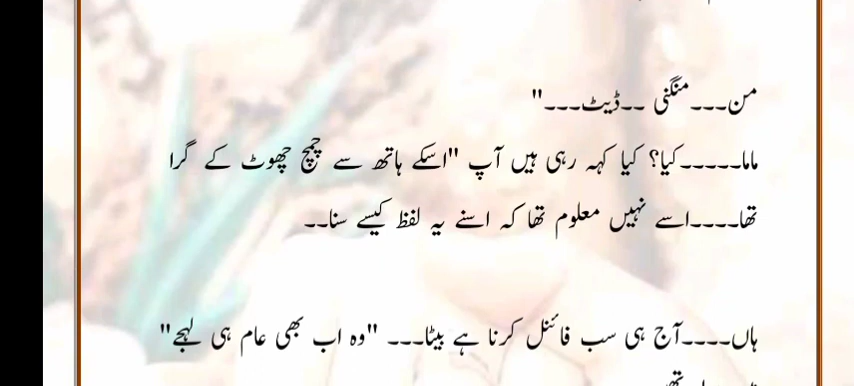 من۔۔۔منگنی ۔۔ڈیٹ۔۔۔"
ماما۔۔۔۔۔کیا؟ کیا کہہ رہی ہیں آپ "اسکے ہاتھ سے چمچ چھوٹ کے گرا
تھا۔۔۔۔اسے نہیں معلوم تھا کہ اسنے یہ لفظ کیسے سنا۔۔
ہاں۔۔۔۔آج ہی سب فائنل کرنا ہے بیٹا۔۔۔ "وہ اب بھی عام ہی لہجے"